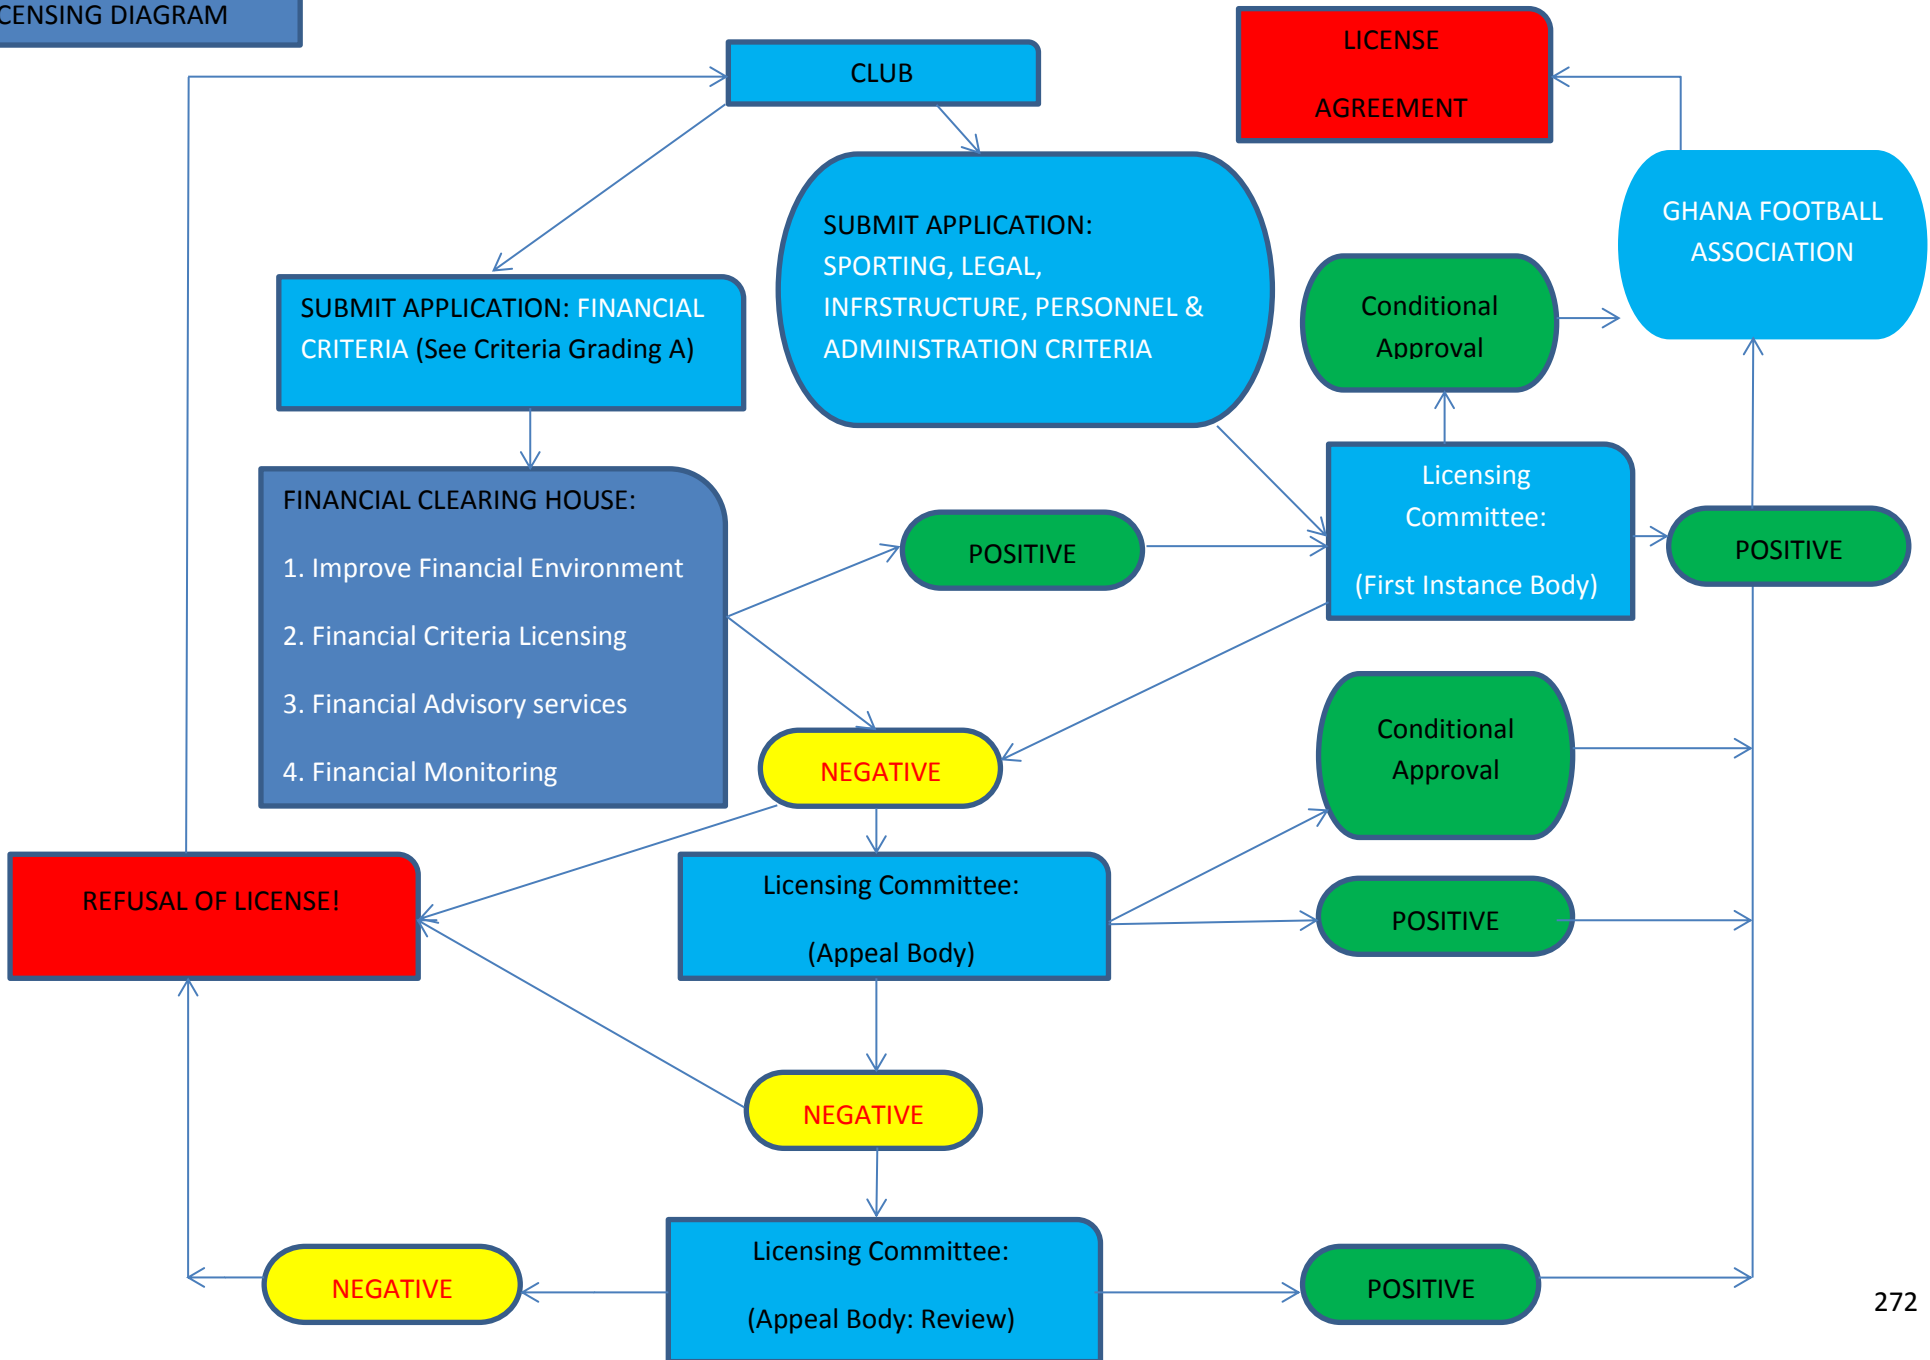 CENSING DIAGRAM
CLUB
LICENSE
AGREEMENT
GHANA FOOTBALL
ASSOCIATION
SUBMIT APPLICATION:
SPORTING, LEGAL,
INFRSTRUCTURE, PERSONNEL &
ADMINISTRATION CRITERIA
SUBMIT APPLICATION: FINANCIAL
CRITERIA (See Criteria Grading A)
Conditional
Approval
FINANCIAL CLEARING HOUSE:
1. Improve Financial Environment
2. Financial Criteria Licensing
3. Financial Advisory services
4. Financial Monitoring
POSITIVE
Licensing
Committee:
(First Instance Body)
POSITIVE
NEGATIVE
Conditional
Approval
REFUSAL OF LICENSE!
Licensing Committee:
(Appeal Body)
POSITIVE
NEGATIVE
NEGATIVE
Licensing Committee:
(Appeal Body: Review)
POSITIVE
272